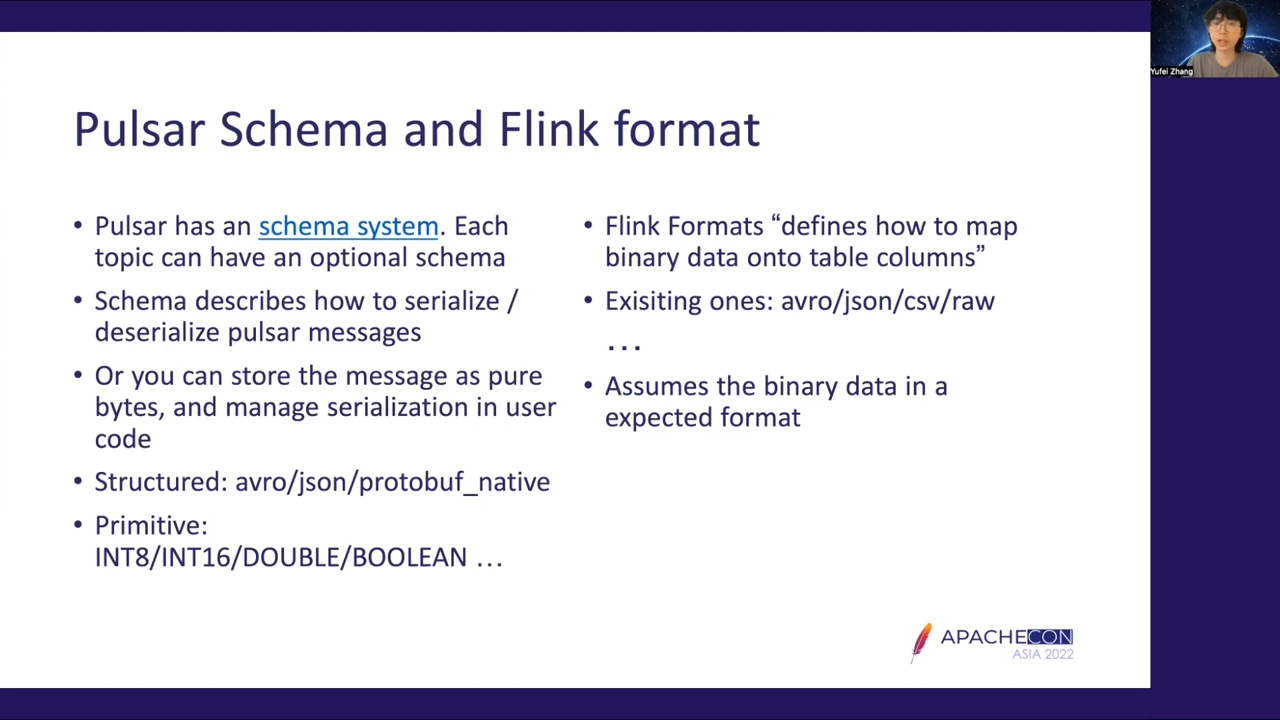 Pulsar Schema and Flink format
• Pulsar has an schema system. Each
topic can have an optional schema
• Schema describes how to serialize /
deserialize pulsar messages
• Or you can store the message as pure
bytes, and manage serialization in user
code
• Structured: avro/json/protobuf_native
• Primitive:
INT8/INT16/DOUBLE/BOOLEAN …
• Flink Formats “defines how to map
binary data onto table columns”
• Exisiting ones: avro/json/csv/raw
…
• Assumes the binary data in a
expected format
APACHECON
ASIA 2022
Yufei Zhang